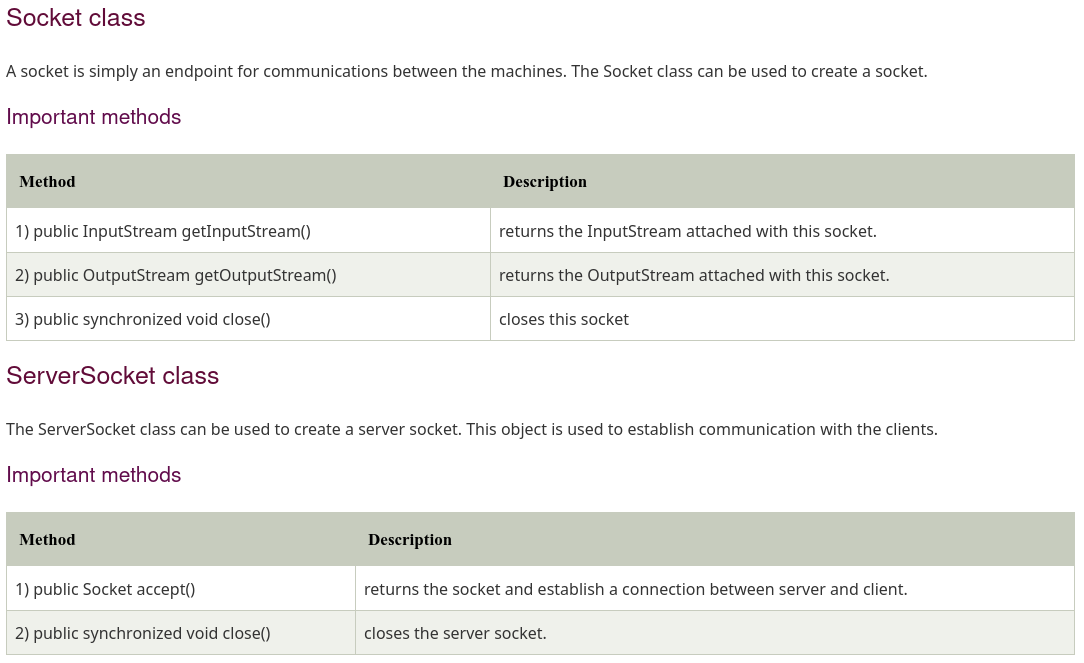 Socket class
A socket is simply an endpoint for communications between the machines. The Socket class can be used to create a socket.
Important methods
Method Description
1) public InputStream getInputStream() returns the InputStream attached with this socket.
2) public OutputStream getOutputStream() returns the OutputStream attached with this socket.
3) public synchronized void close() closes this socket
ServerSocket class
The ServerSocket class can be used to create a server socket. This object is used to establish communication with the clients.
Important methods
Method Description
1) public Socket accept() returns the socket and establish a connection between server and client.
2) public synchronized void close() closes the server socket.